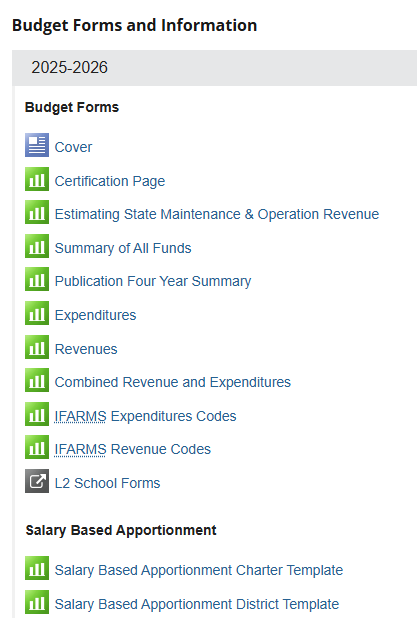 Budget Forms and Information
2025-2026
Budget Forms
Cover
Certification Page
Estimating State Maintenance & Operation Revenue
Summary of All Funds
Publication Four Year Summary
Expenditures
Revenues
Combined Revenue and Expenditures
IFARMS Expenditures Codes
IFARMS Revenue Codes
L2 School Forms
Salary Based Apportionment
Salary Based Apportionment Charter Template
Salary Based Apportionment District Template